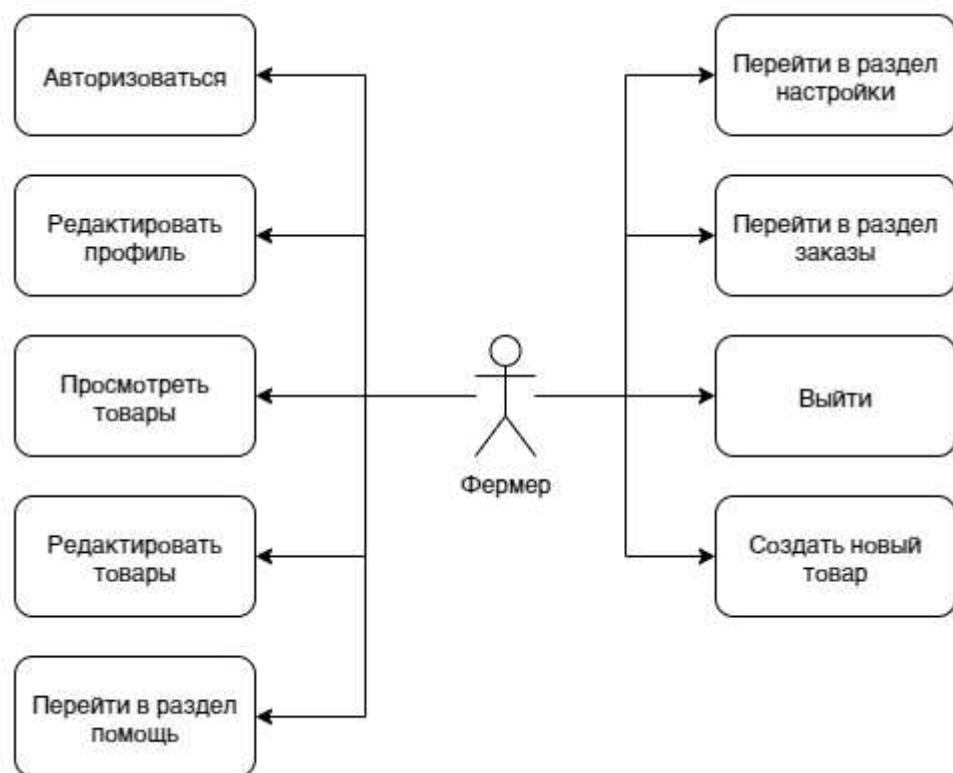 Авторизоваться
Редактировать
профиль
Просмотреть
товары
Редактировать
товары
Перейти в раздел
помощь
Фермер
Перейти в раздел
настройки
Перейти в раздел
заказы
Выйти
Создать новый
товар